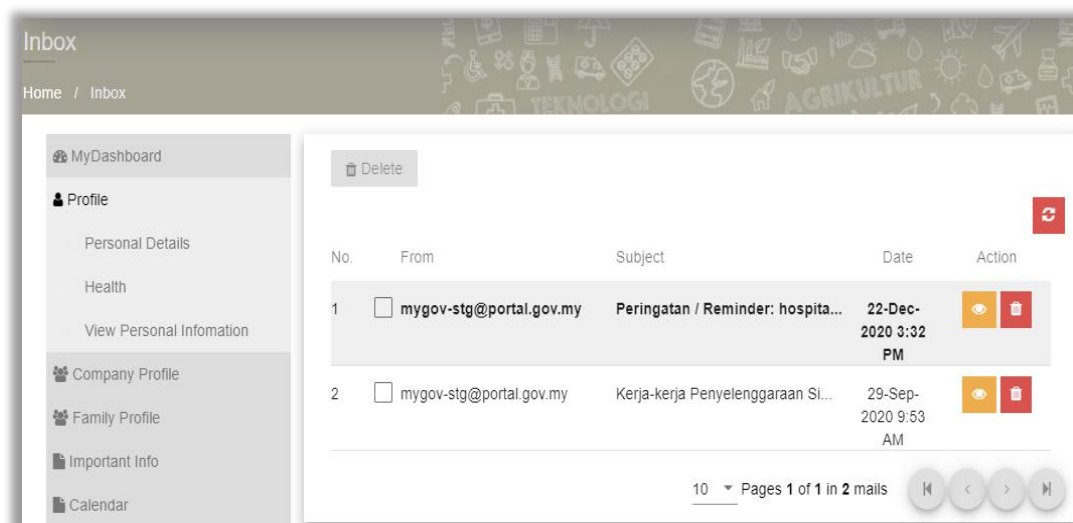 Inbox
Home / Inbox
TEKNOLOGI
AGRIKULTUR
MyDashboard
Profile
Personal Details
Health
View Personal Infomation
Company Profile
Family Profile
Important Info
Calendar
Delete
No. From Subject Date Action
1 mygov-stg@portal.gov.my Peringatan / Reminder: hospita... 22-Dec-
2020 3:32
PM
2 mygov-stg@portal.gov.my Kerja-kerja Penyelenggaraan Si... 29-Sep-
2020 9:53
AM
10 Pages 1 of 1 in 2 mails